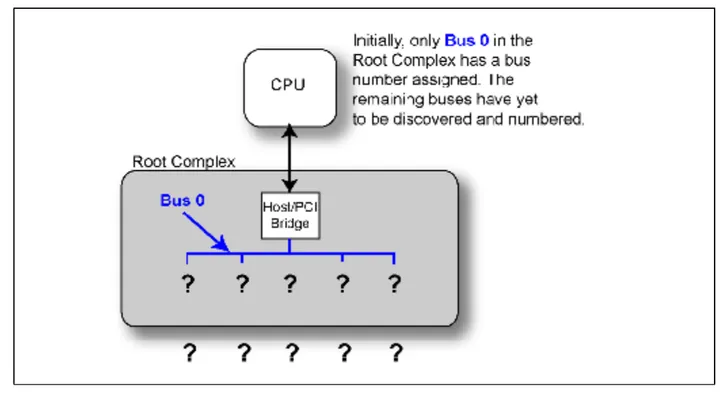 Initially, only Bus 0 in the
Root Complex has a bus
number assigned. The
remaining buses have yet
to be discovered and numbered.
CPU
Root Complex
Bus 0
Host/PCI
Bridge
? ? ? ? ?
? ? ? ? ?